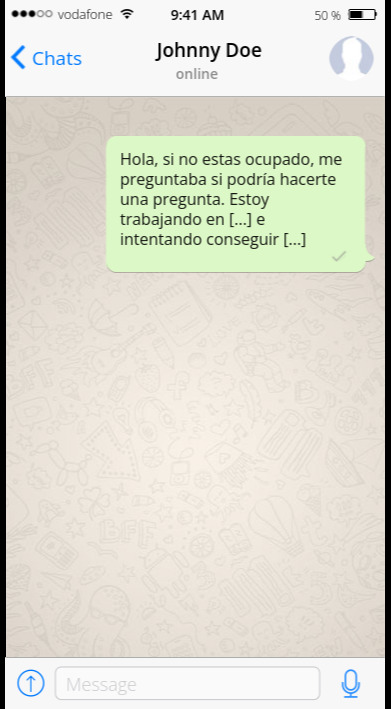 vodafone 9:41 AM 50 %
Chats Johnny Doe
online
Hola, si no estas ocupado, me
preguntaba si podría hacerte
una pregunta. Estoy
trabajando en [...] e
intentando conseguir [...]
Message